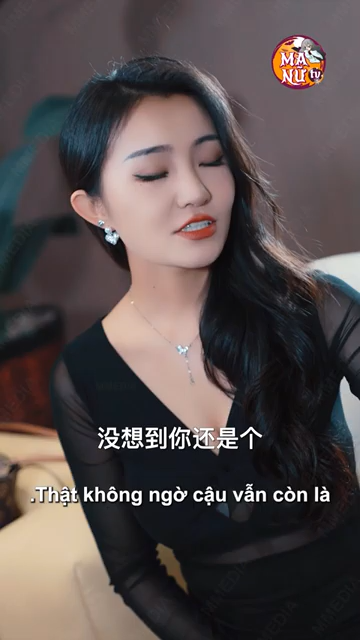 MA
NỮ tv
没想到你还是个
.Thật không ngờ cậu vẫn còn là